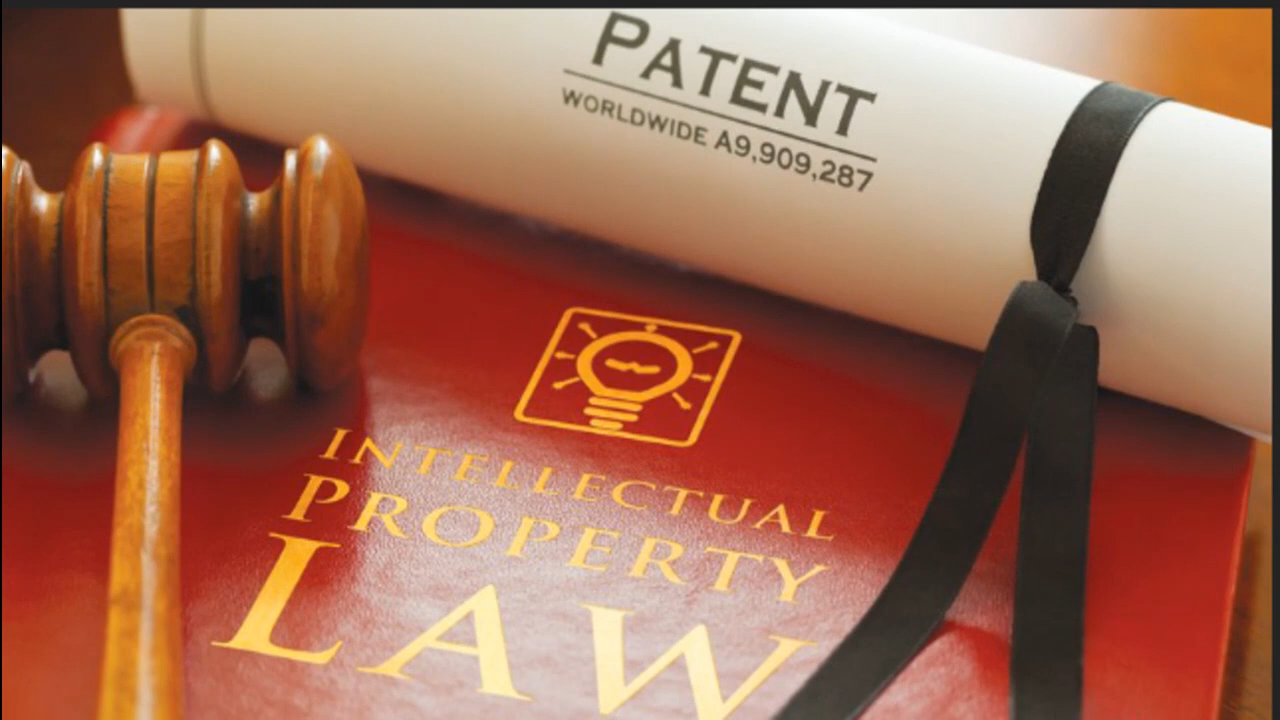 PATENT
WORLDWIDE A9,909,287
INTELLECTUAL
PROPERTY
LAW